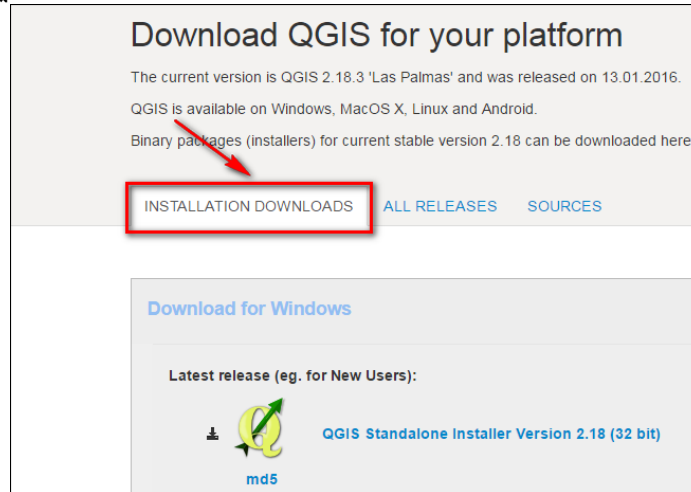 Download QGIS for your platform
The current version is QGIS 2.18.3 'Las Palmas' and was released on 13.01.2016.
QGIS is available on Windows, MacOS X, Linux and Android.
Binary packages (installers) for current stable version 2.18 can be downloaded here
INSTALLATION DOWNLOADS ALL RELEASES SOURCES
Download for Windows
Latest release (eg. for New Users):
QGIS Standalone Installer Version 2.18 (32 bit)
md5